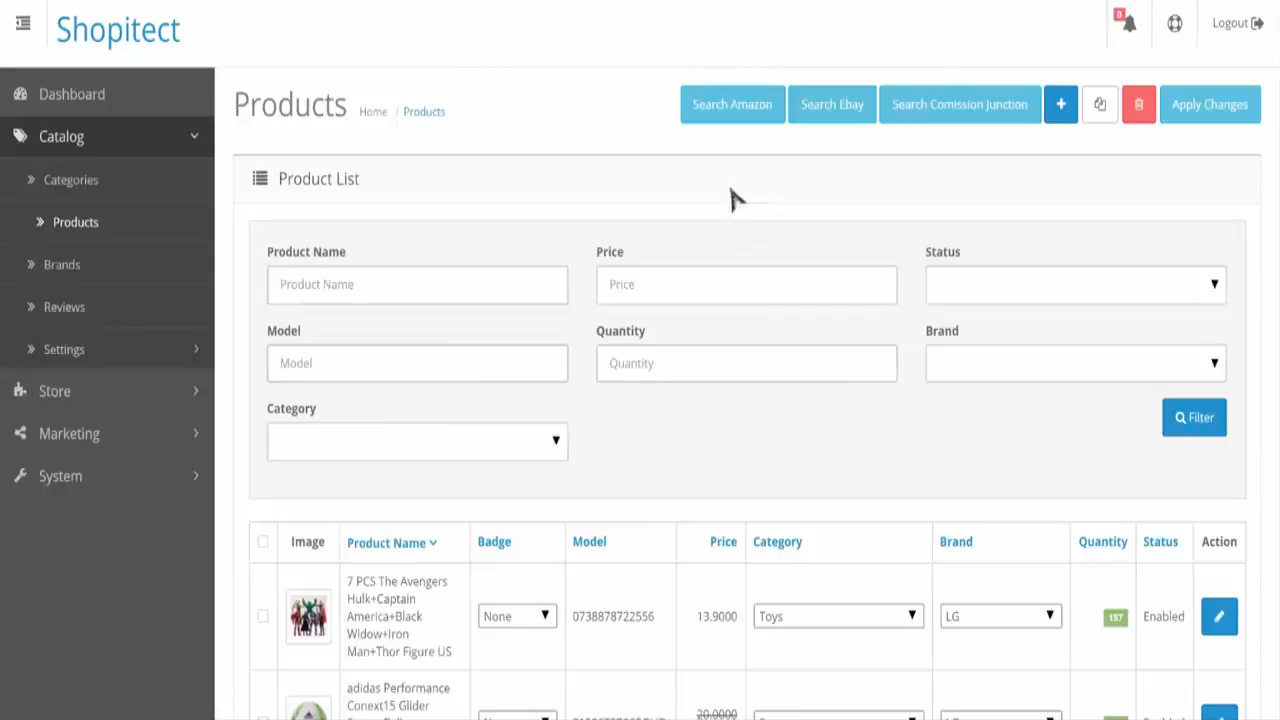 Shopitect
0
Logout
Dashboard
Catalog
Categories
Products
Brands
Reviews
Settings
Store
Marketing
System
Products Home / Products
Search Amazon Search Ebay Search Comission Junction + Apply Changes
Product List
Product Name Price Status
Product Name Price
Model Quantity Brand
Model Quantity
Category
Filter
Image Product Name Badge Model Price Category Brand Quantity Status Action
7 PCS The Avengers
Hulk+Captain
America+Black
Widow+Iron
Man+Thor Figure US
None 0738878722556 13.9000 Toys LG 157 Enabled
adidas Performance
Conext15 Glider
20.0000